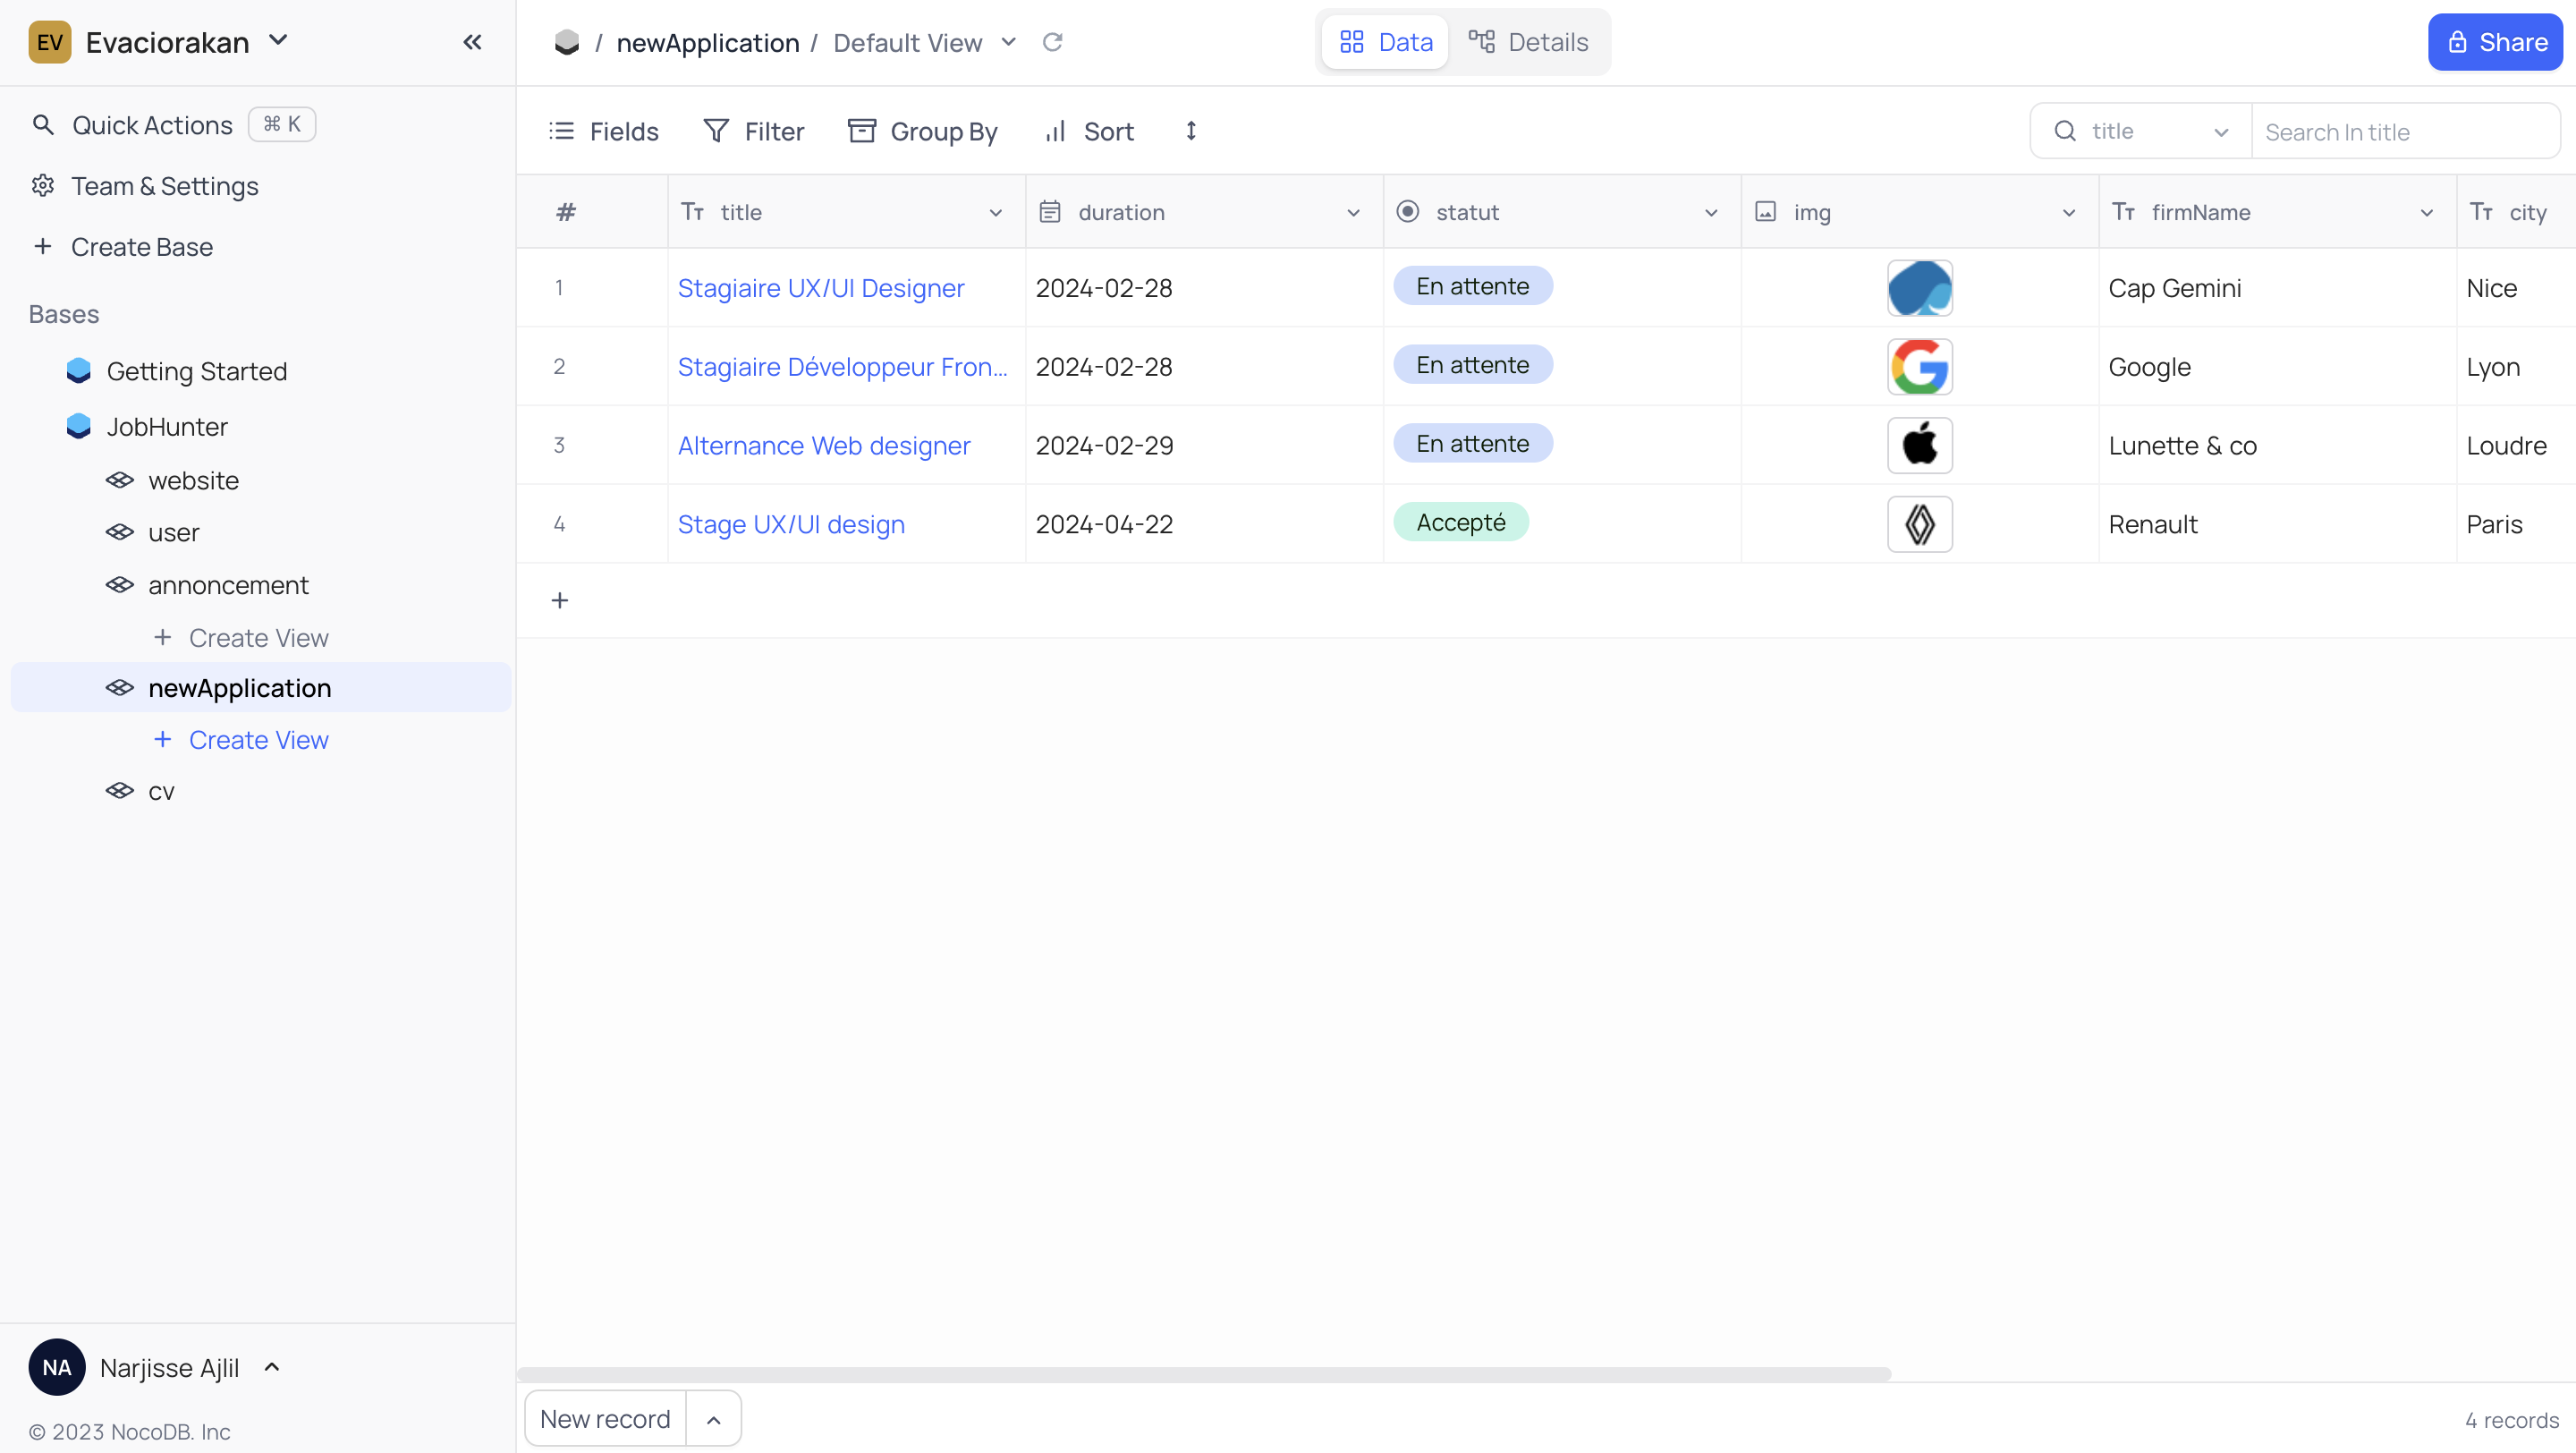 EV Evaciorakan
/ newApplication / Default View
Data
Details
Share
Quick Actions ⌘ K
Team & Settings
Create Base
Bases
Getting Started
JobHunter
website
user
annoncement
+ Create View
newApplication
+ Create View
cv
Fields Filter Group By Sort
title Search In title
# title duration statut img firmName city
1 Stagiaire UX/UI Designer 2024-02-28 En attente Cap Gemini Nice
2 Stagiaire Développeur Fron... 2024-02-28 En attente Google Lyon
3 Alternance Web designer 2024-02-29 En attente Lunette & co Loudre
4 Stage UX/UI design 2024-04-22 Accepté Renault Paris
+
NA Narjisse Ajlil
© 2023 NocoDB. Inc
New record
4 records